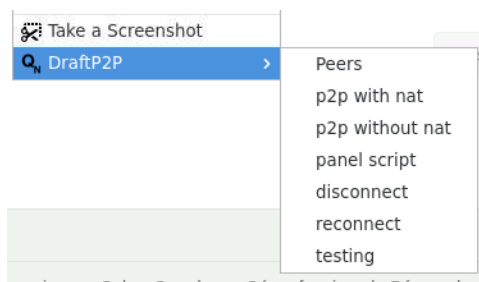 Take a Screenshot
DraftP2P
Peers
p2p with nat
p2p without nat
panel script
disconnect
reconnect
testing